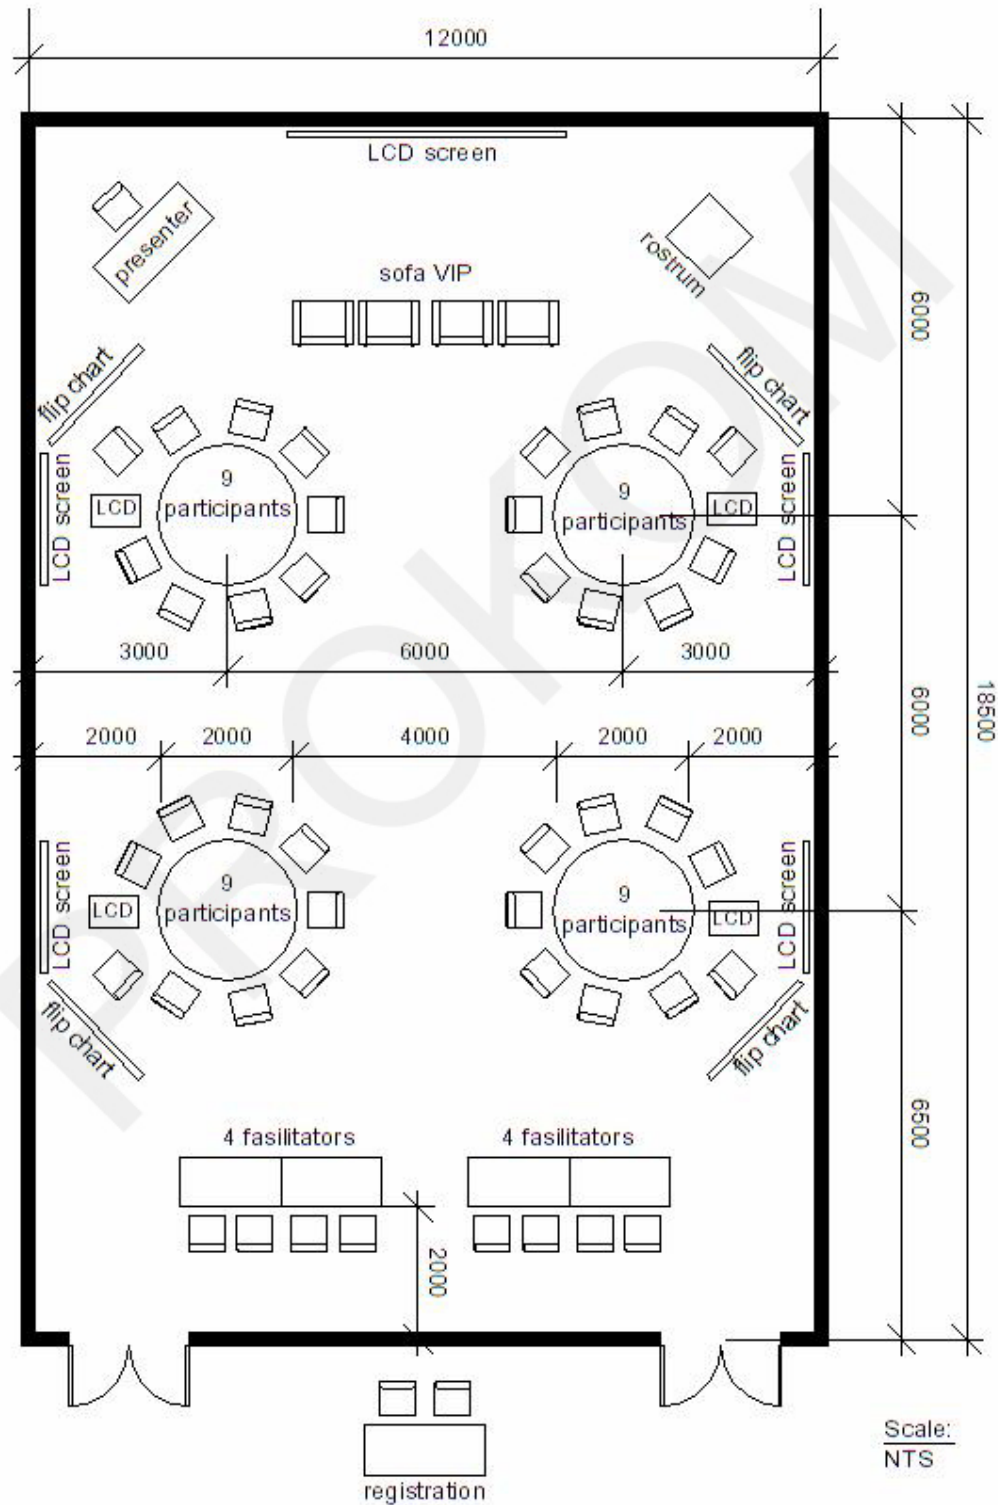 12000
LCD screen
presenter
rostrum
sofa VIP
6000
flip chart
flip chart
LCD screen
LCD
9
participants
9
participants
LCD
LCD screen
3000
6000
3000
6000
18500
2000
2000
4000
2000
2000
LCD screen
LCD
9
participants
9
participants
LCD
LCD screen
flip chart
flip chart
6500
4 fasilitators
4 fasilitators
2000
registration
Scale:
NTS
PROKOM